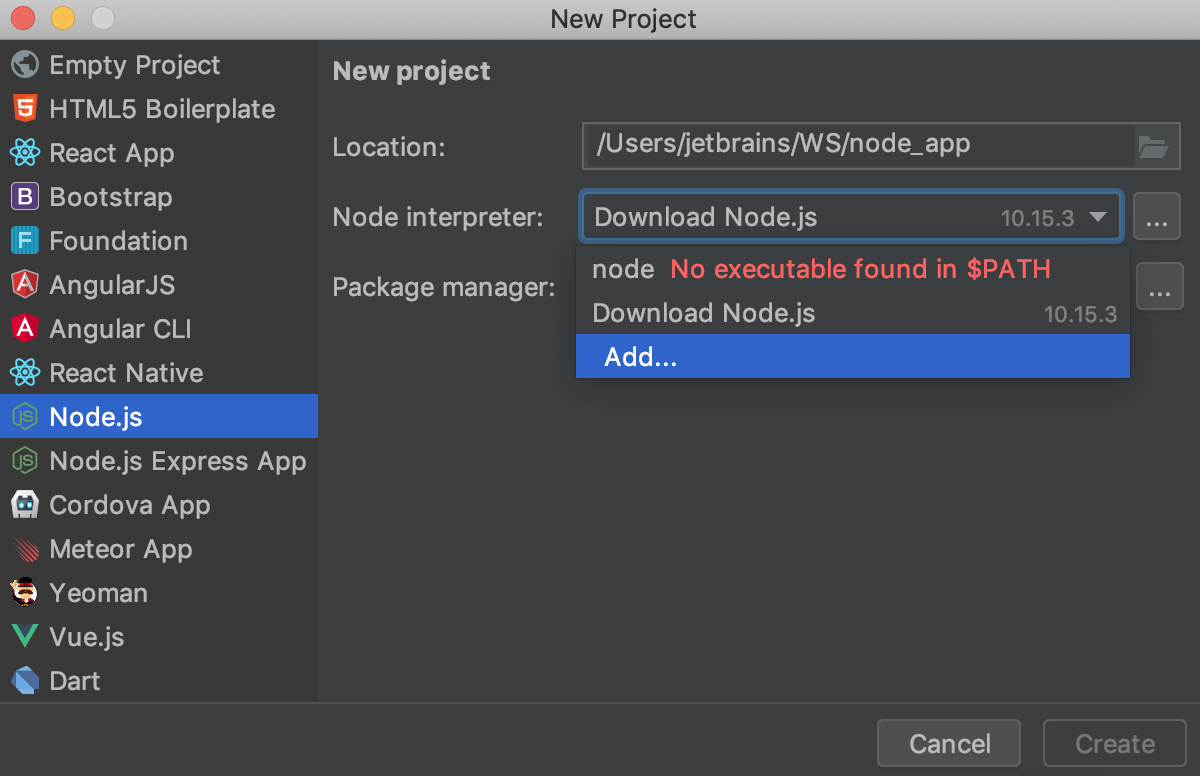 New Project
Empty Project
HTML5 Boilerplate
React App
Bootstrap
Foundation
AngularJS
Angular CLI
React Native
Node.js
Node.js Express App
Cordova App
Meteor App
Yeoman
Vue.js
Dart
New project
Location: /Users/jetbrains/WS/node_app
Node interpreter: Download Node.js 10.15.3 ...
node No executable found in $PATH
Download Node.js 10.15.3
Add...
Package manager: ...
Cancel Create